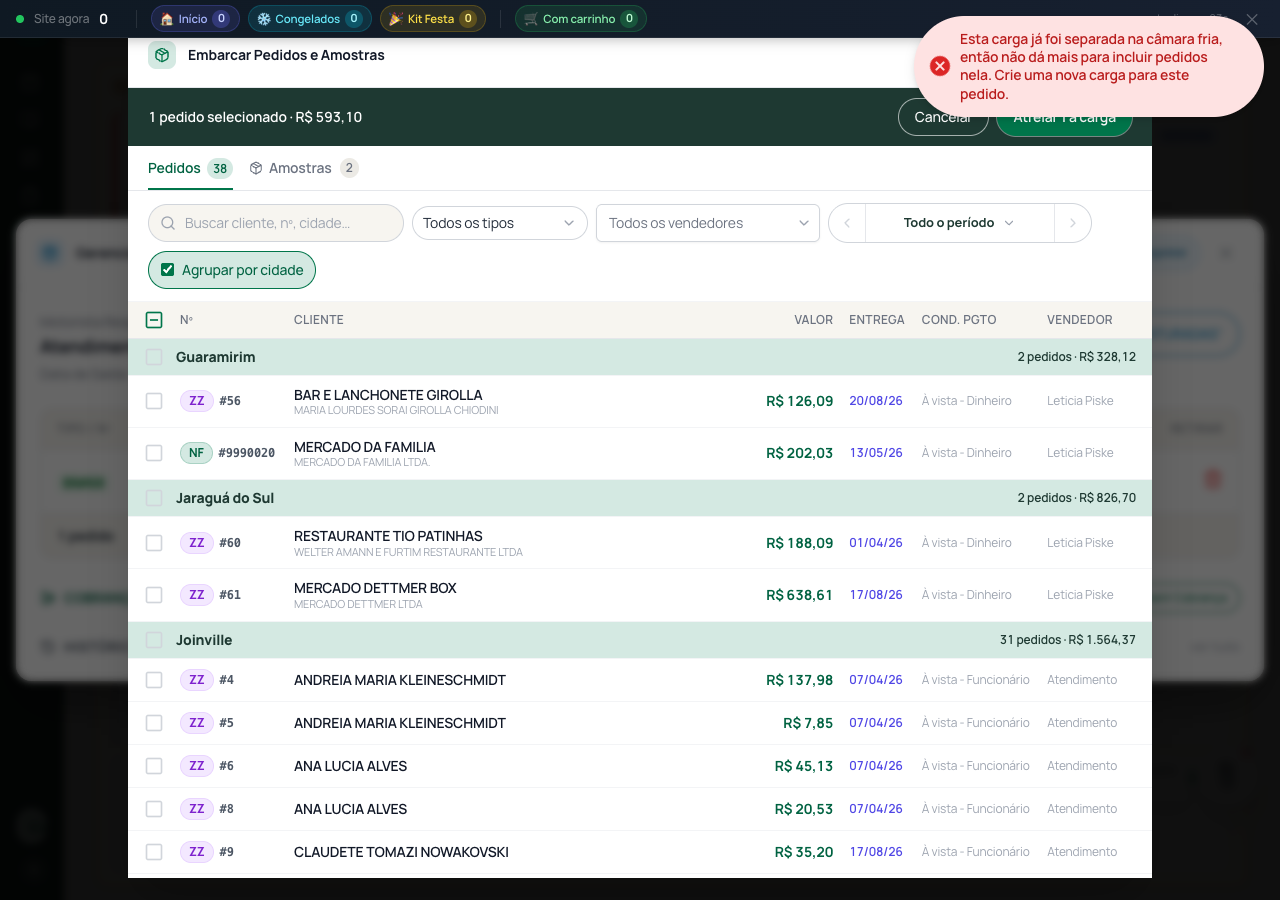 Site agora 0
🏠 Início 0
❄️ Congelados 0
🎉 Kit Festa 0
🛒 Com carrinho 0
Esta carga já foi separada na câmara fria,
então não dá mais para incluir pedidos
nela. Crie uma nova carga para este
pedido.
Embarcar Pedidos e Amostras
1 pedido selecionado · R$ 593,10
Cancelar
Atrelar 1 à carga
Pedidos 38
Amostras 2
Buscar cliente, nº, cidade...
Todos os tipos
Todos os vendedores
Todo o período
Agrupar por cidade
Nº CLIENTE VALOR ENTREGA COND. PGTO VENDEDOR
Guaramirim 2 pedidos · R$ 328,12
ZZ #56 BAR E LANCHONETE GIROLLA R$ 126,09 20/08/26 À vista - Dinheiro Leticia Piske
MARIA LOURDES SORAI GIROLLA CHIODINI
NF #9990020 MERCADO DA FAMILIA R$ 202,03 13/05/26 À vista - Dinheiro Leticia Piske
MERCADO DA FAMILIA LTDA.
Jaraguá do Sul 2 pedidos · R$ 826,70
ZZ #60 RESTAURANTE TIO PATINHAS R$ 188,09 01/04/26 À vista - Dinheiro Leticia Piske
WELTER AMANN E FURTIM RESTAURANTE LTDA
ZZ #61 MERCADO DETTMER BOX R$ 638,61 17/08/26 À vista - Dinheiro Leticia Piske
MERCADO DETTMER LTDA
Joinville 31 pedidos · R$ 1.564,37
ZZ #4 ANDREIA MARIA KLEINESCHMIDT R$ 137,98 07/04/26 À vista - Funcionário Atendimento
ZZ #5 ANDREIA MARIA KLEINESCHMIDT R$ 7,85 07/04/26 À vista - Funcionário Atendimento
ZZ #6 ANA LUCIA ALVES R$ 45,13 07/04/26 À vista - Funcionário Atendimento
ZZ #8 ANA LUCIA ALVES R$ 20,53 07/04/26 À vista - Funcionário Atendimento
ZZ #9 CLAUDETE TOMAZI NOWAKOVSKI R$ 35,20 17/08/26 À vista - Funcionário Atendimento